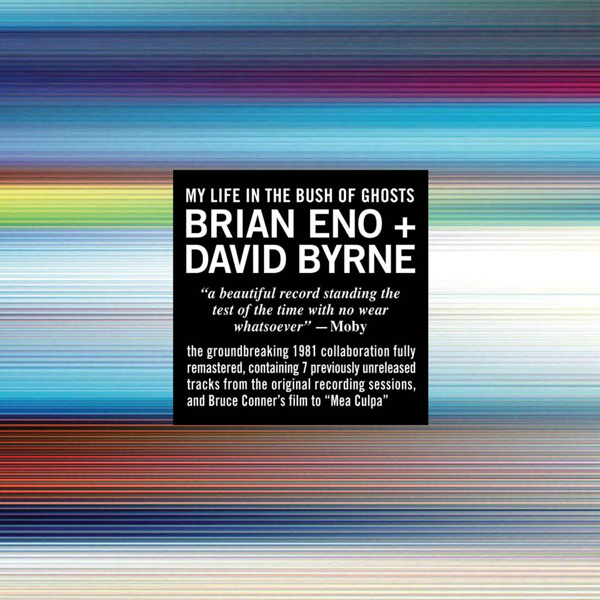 MY LIFE IN THE BUSH OF GHOSTS
BRIAN ENO +
DAVID BYRNE
“a beautiful record standing the
test of the time with no wear
whatsoever” — Moby
the groundbreaking 1981 collaboration fully
remastered, containing 7 previously unreleased
tracks from the original recording sessions,
and Bruce Conner’s film to “Mea Culpa”